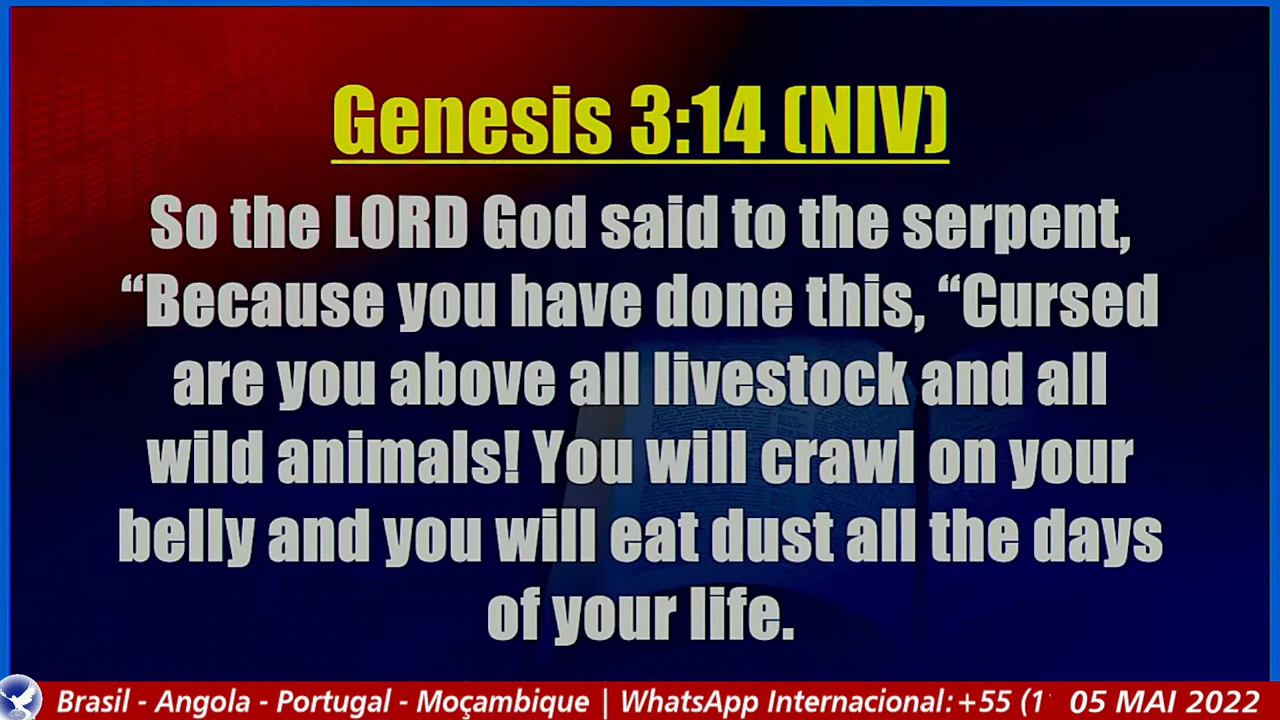 Genesis 3:14 (NIV)
So the LORD God said to the serpent,
“Because you have done this, “Cursed
are you above all livestock and all
wild animals! You will crawl on your
belly and you will eat dust all the days
of your life.
Brasil - Angola - Portugal - Moçambique | WhatsApp Internacional: +55 (1 05 MAI 2022